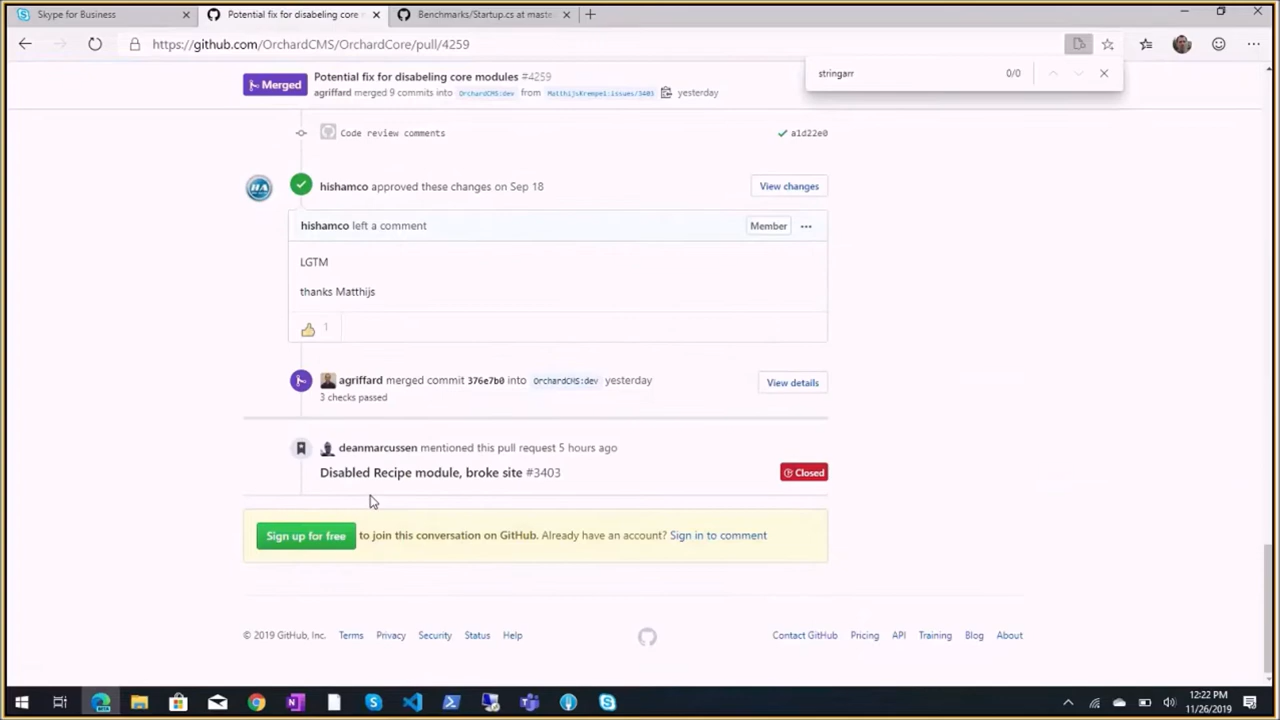 Skype for Business
Potential fix for disabeling core
Benchmarks/Startup.cs at maste
https://github.com/OrchardCMS/OrchardCore/pull/4259
stringarr 0/0
Merged
Potential fix for disabeling core modules #4259
agriffard merged 9 commits into OrchardCMS:dev from MatthijsKrempel:issues/3403 yesterday
Code review comments a1d22e0
hishamco approved these changes on Sep 18 View changes
hishamco left a comment Member
LGTM
thanks Matthijs
1
agriffard merged commit 376e7b0 into OrchardCMS:dev yesterday View details
3 checks passed
deanmarcussen mentioned this pull request 5 hours ago
Disabled Recipe module, broke site #3403 Closed
Sign up for free to join this conversation on GitHub. Already have an account? Sign in to comment
© 2019 GitHub, Inc. Terms Privacy Security Status Help Contact GitHub Pricing API Training Blog About
12:22 PM
11/26/2019